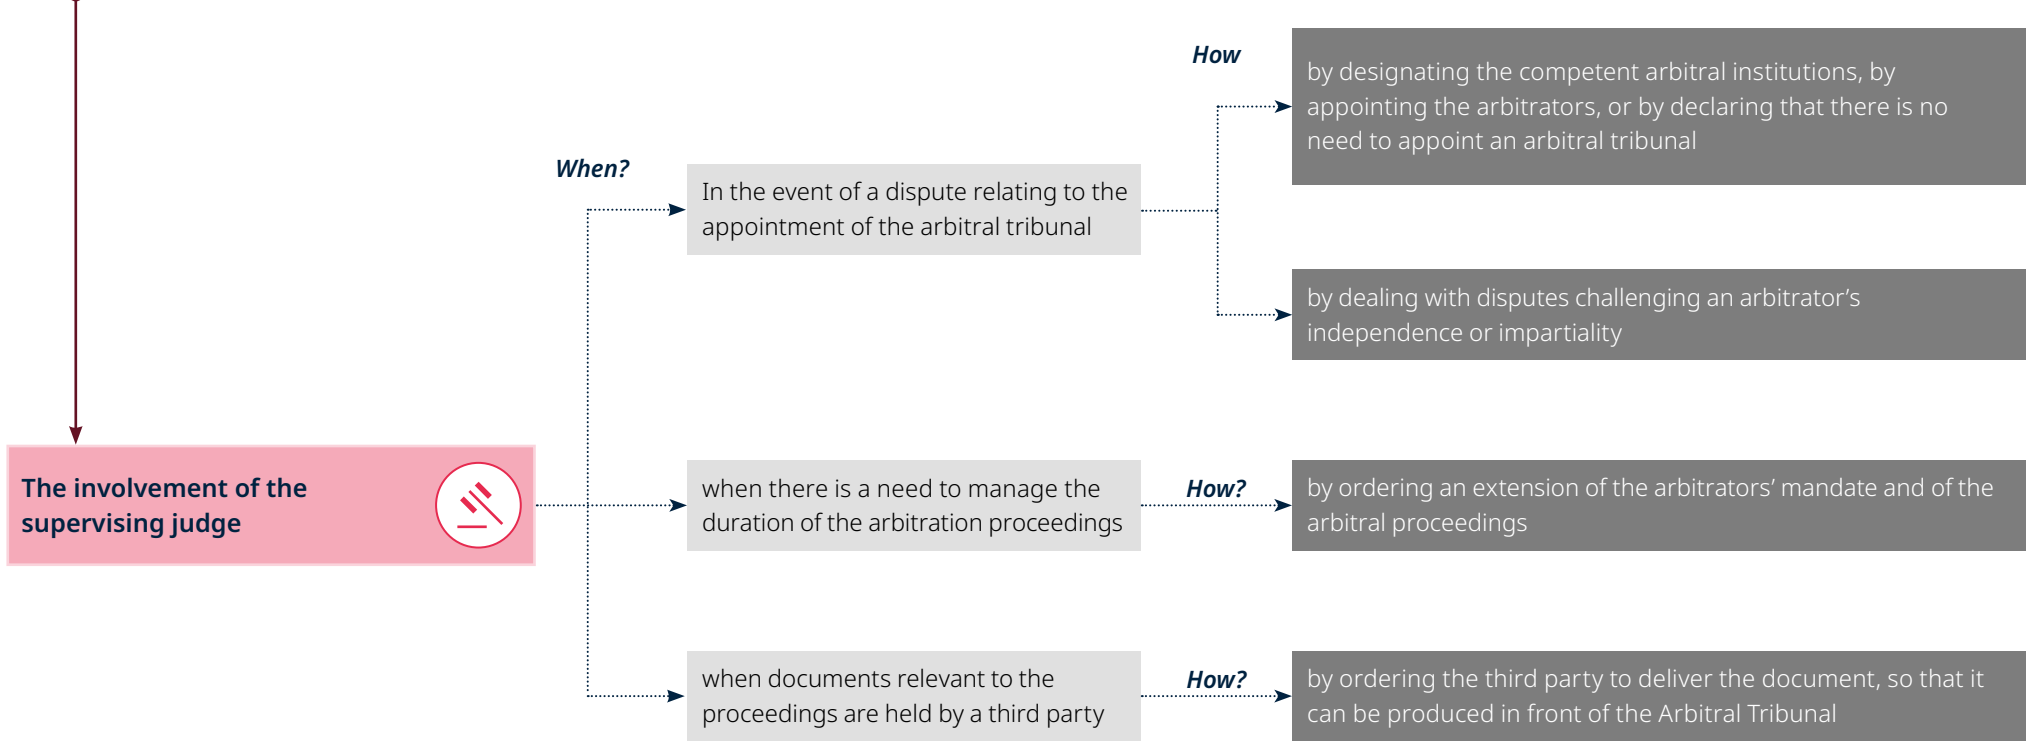 How
by designating the competent arbitral institutions, by
appointing the arbitrators, or by declaring that there is no
need to appoint an arbitral tribunal
When?
In the event of a dispute relating to the
appointment of the arbitral tribunal
by dealing with disputes challenging an arbitrator’s
independence or impartiality
The involvement of the
supervising judge
when there is a need to manage the
duration of the arbitration proceedings
How?
by ordering an extension of the arbitrators’ mandate and of the
arbitral proceedings
when documents relevant to the
proceedings are held by a third party
How?
by ordering the third party to deliver the document, so that it
can be produced in front of the Arbitral Tribunal